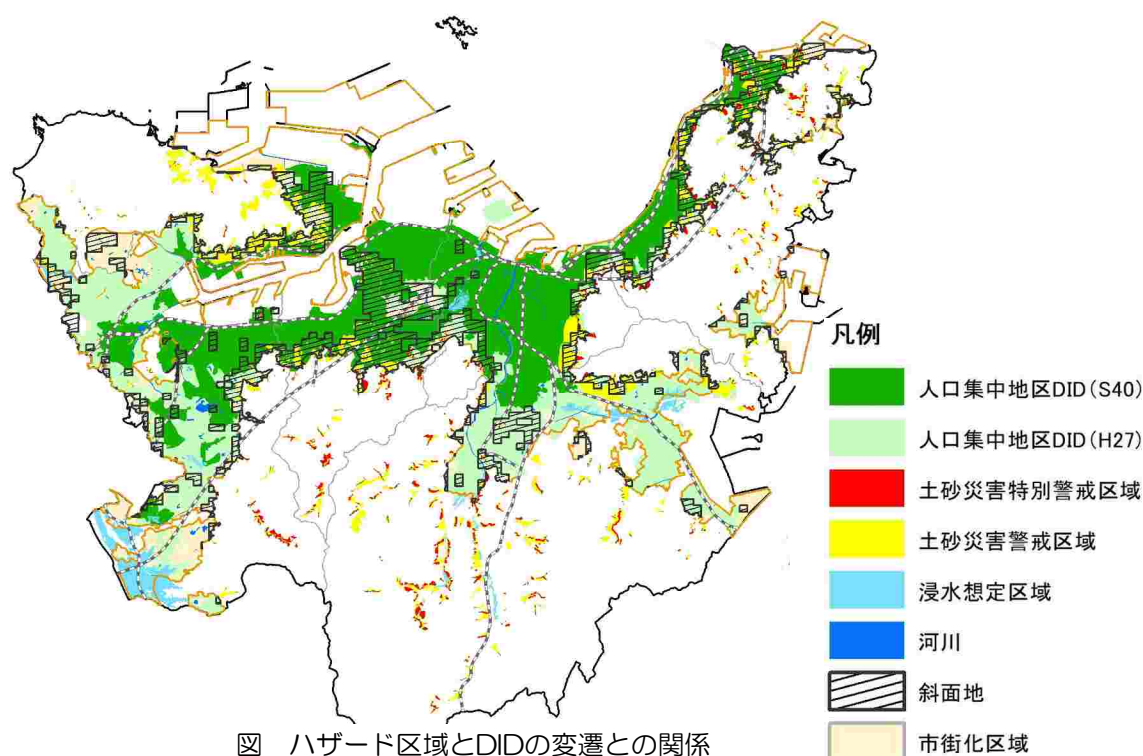 凡例
人口集中地区DID(S40)
人口集中地区DID(H27)
土砂災害特別警戒区域
土砂災害警戒区域
浸水想定区域
河川
斜面地
市街化区域
図 ハザード区域とDIDの変遷との関係